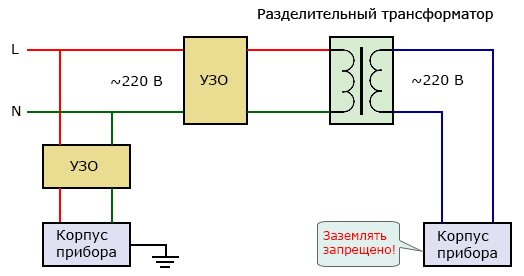 Разделительный трансформатор
L
~220 В
УЗО
~220 В
N
УЗО
Корпус
прибора
Заземлять
запрещено!
Корпус
прибора